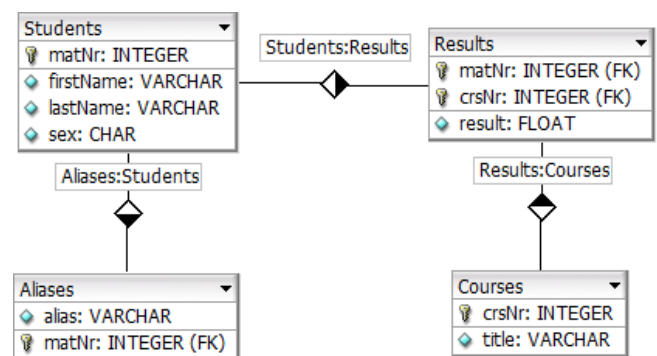 Students
matNr: INTEGER
firstName: VARCHAR
lastName: VARCHAR
sex: CHAR
Students:Results
Results
matNr: INTEGER (FK)
crsNr: INTEGER (FK)
result: FLOAT
Aliases:Students
Results:Courses
Aliases
alias: VARCHAR
matNr: INTEGER (FK)
Courses
crsNr: INTEGER
title: VARCHAR